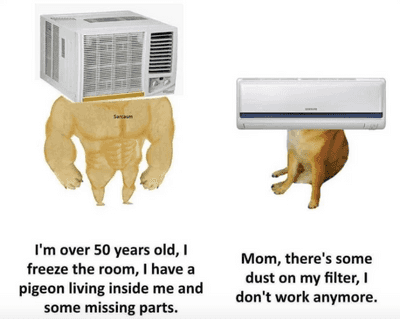 Sarcasm
I'm over 50 years old, I
freeze the room, I have a
pigeon living inside me and
some missing parts.
Mom, there's some
dust on my filter, I
don't work anymore.